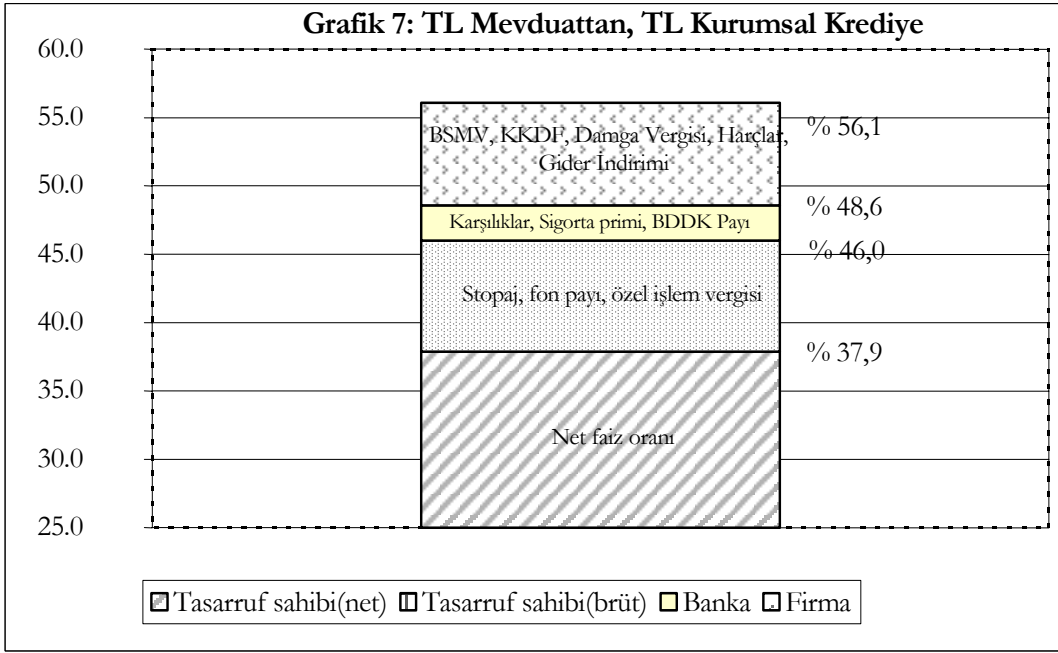 Grafik 7: TL Mevduattan, TL Kurumsal Krediye
60.0
55.0
50.0
45.0
40.0
35.0
30.0
25.0
BSMV, KKDF, Damga Vergisi, Harçlar,
Gider İndirimi
Karşılıklar, Sigorta primi, BDDK Payı
Stopaj, fon payı, özel işlem vergisi
Net faiz oranı
% 56,1
% 48,6
% 46,0
% 37,9
Tasarruf sahibi(net) Tasarruf sahibi(brüt) Banka Firma